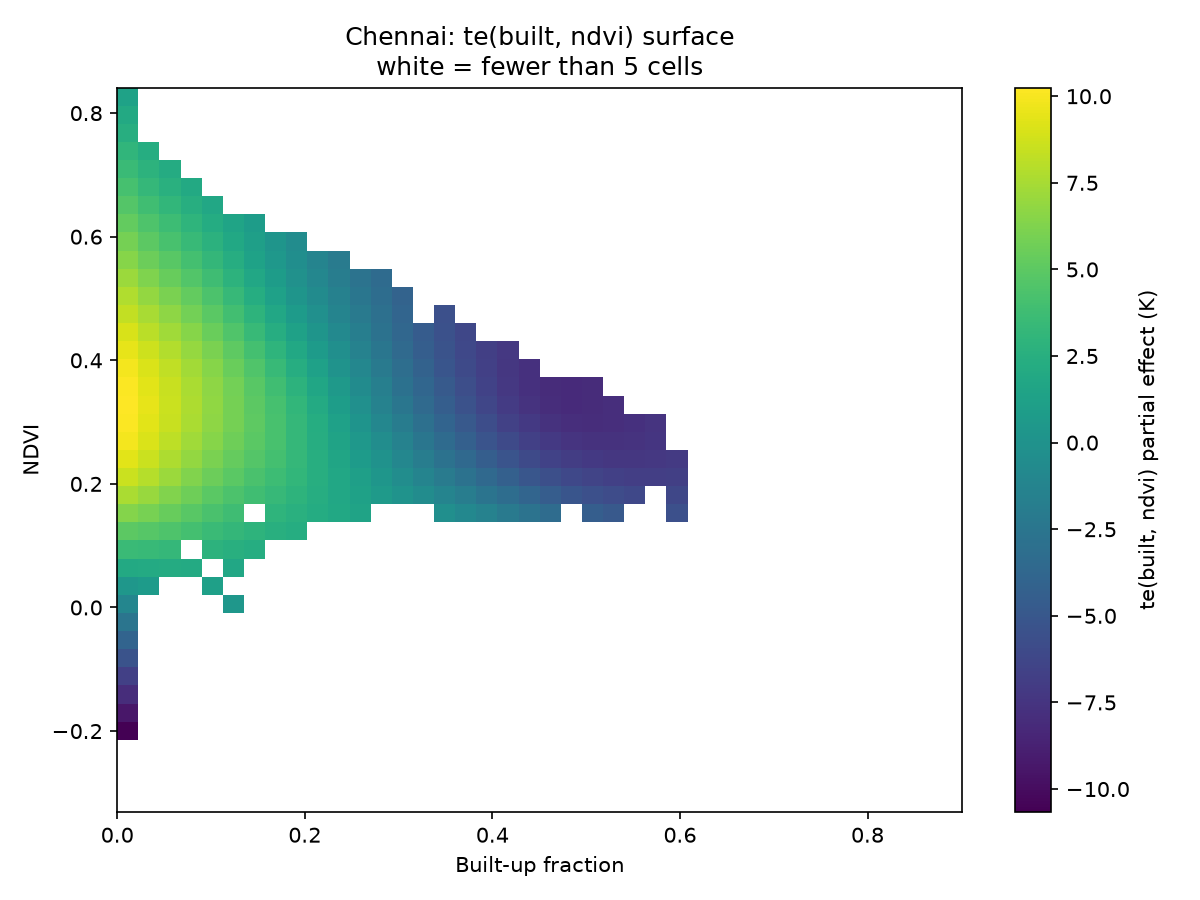 Chennai: te(built, ndvi) surface
white = fewer than 5 cells
NDVI
0.8
0.6
0.4
0.2
0.0
−0.2
0.0 0.2 0.4 0.6 0.8
Built-up fraction
10.0
7.5
5.0
2.5
0.0
−2.5
−5.0
−7.5
−10.0
te(built, ndvi) partial effect (K)